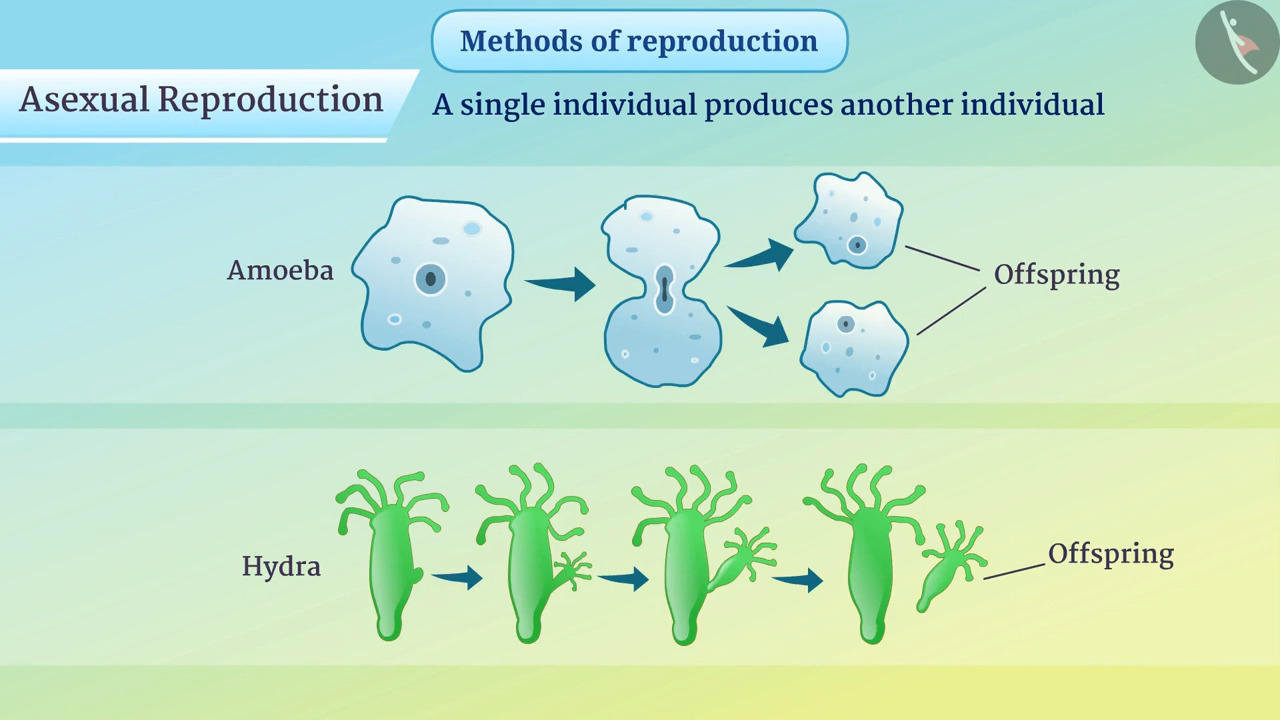 Methods of reproduction
Asexual Reproduction
A single individual produces another individual
Amoeba
Offspring
Hydra
Offspring